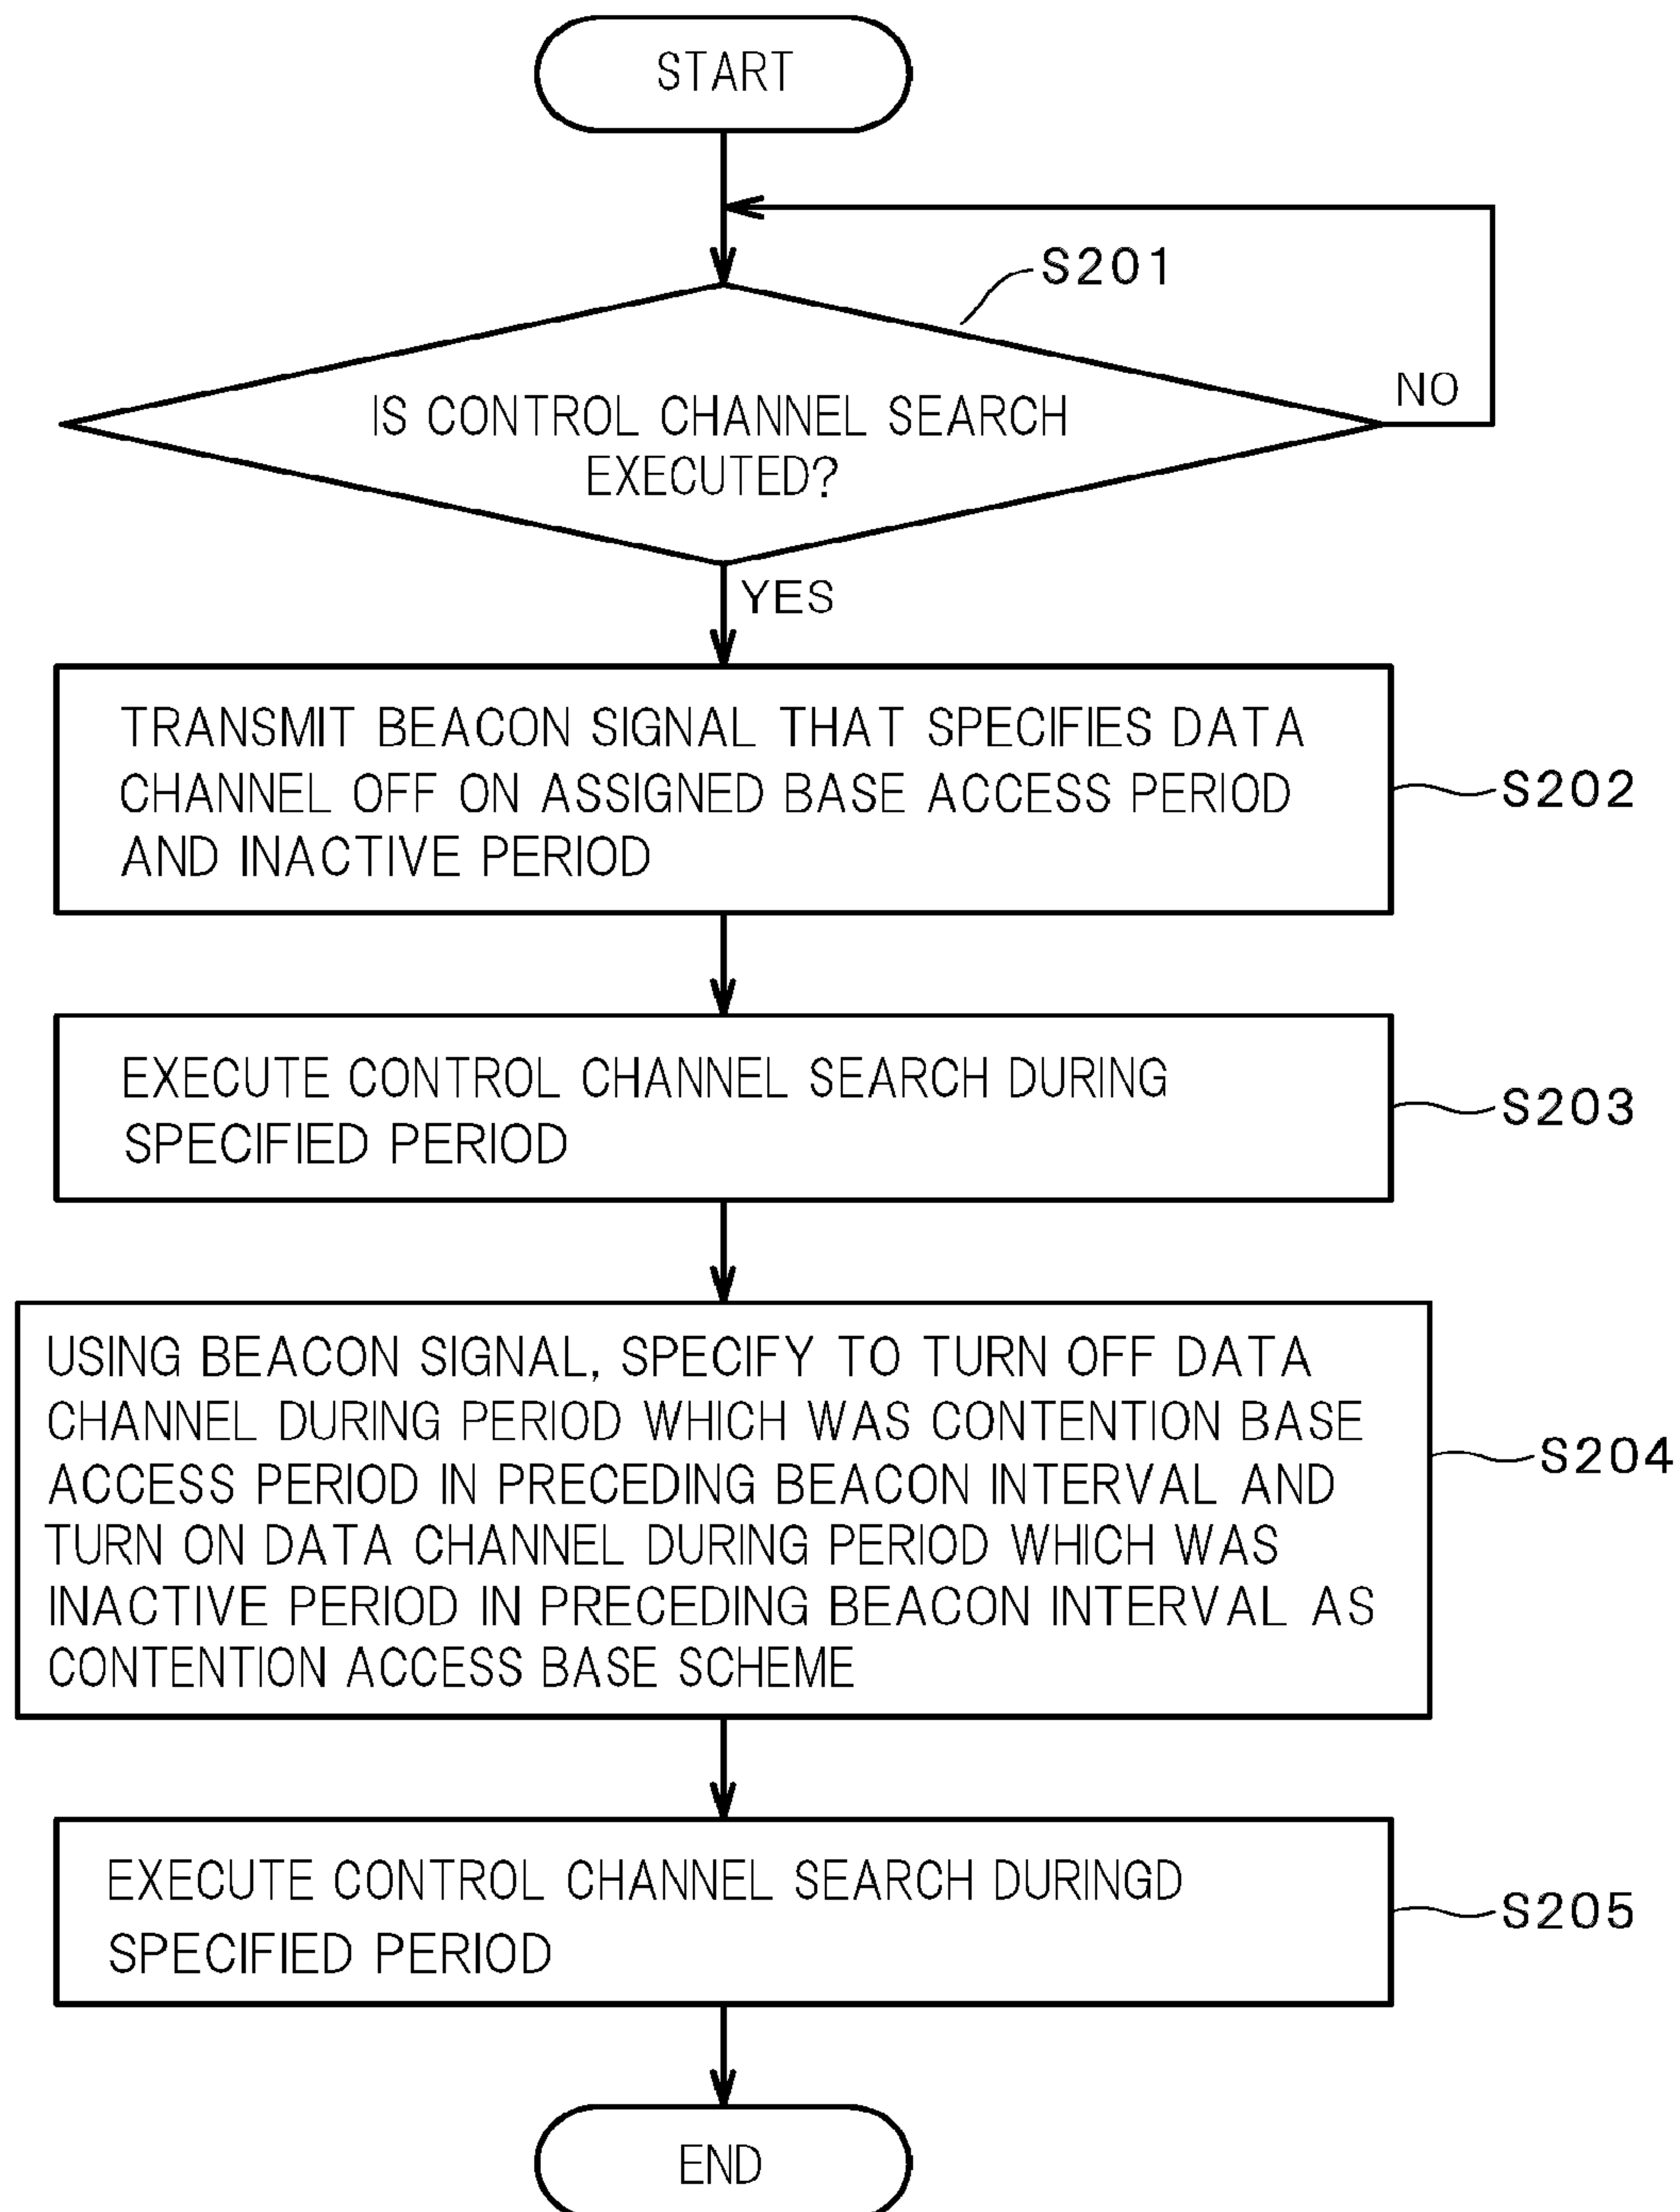 START
S201
IS CONTROL CHANNEL SEARCH
EXECUTED?
NO
YES
TRANSMIT BEACON SIGNAL THAT SPECIFIES DATA
CHANNEL OFF ON ASSIGNED BASE ACCESS PERIOD
AND INACTIVE PERIOD
S202
EXECUTE CONTROL CHANNEL SEARCH DURING
SPECIFIED PERIOD
S203
USING BEACON SIGNAL, SPECIFY TO TURN OFF DATA
CHANNEL DURING PERIOD WHICH WAS CONTENTION BASE
ACCESS PERIOD IN PRECEDING BEACON INTERVAL AND
TURN ON DATA CHANNEL DURING PERIOD WHICH WAS
INACTIVE PERIOD IN PRECEDING BEACON INTERVAL AS
CONTENTION ACCESS BASE SCHEME
S204
EXECUTE CONTROL CHANNEL SEARCH DURINGD
SPECIFIED PERIOD
S205
END